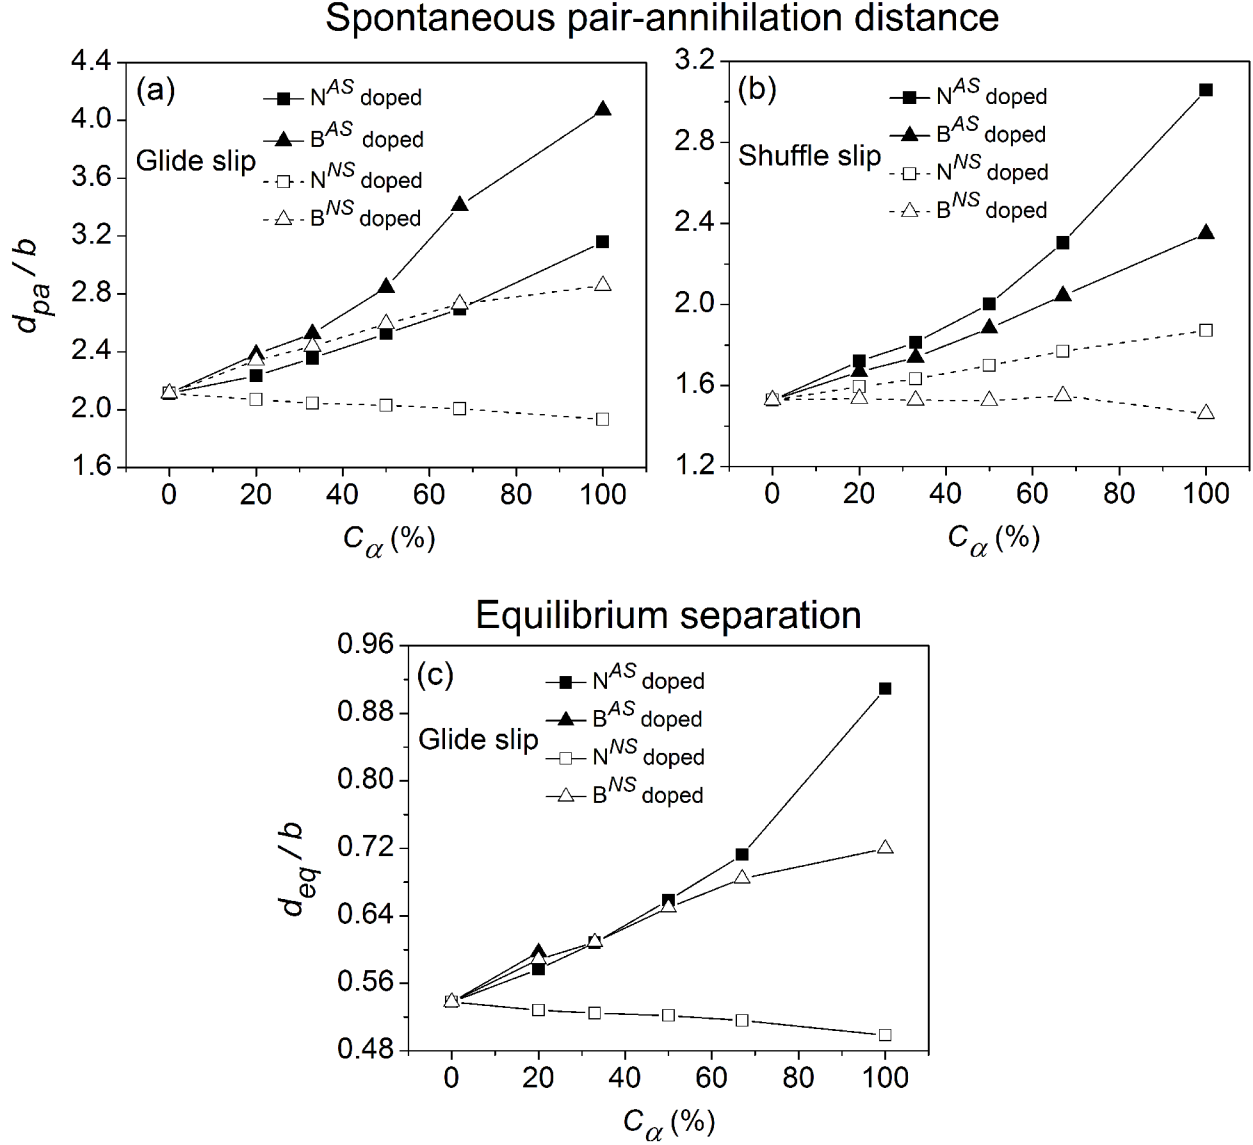 Spontaneous pair-annihilation distance
(a)
Glide slip
N^AS doped
B^AS doped
N^NS doped
B^NS doped
4.4
4.0
3.6
3.2
2.8
2.4
2.0
1.6
d_pa / b
0 20 40 60 80 100
C_α (%)
(b)
Shuffle slip
N^AS doped
B^AS doped
N^NS doped
B^NS doped
3.2
2.8
2.4
2.0
1.6
1.2
0 20 40 60 80 100
C_α (%)
Equilibrium separation
(c)
Glide slip
N^AS doped
B^AS doped
N^NS doped
B^NS doped
0.96
0.88
0.80
0.72
0.64
0.56
0.48
d_eq / b
0 20 40 60 80 100
C_α (%)